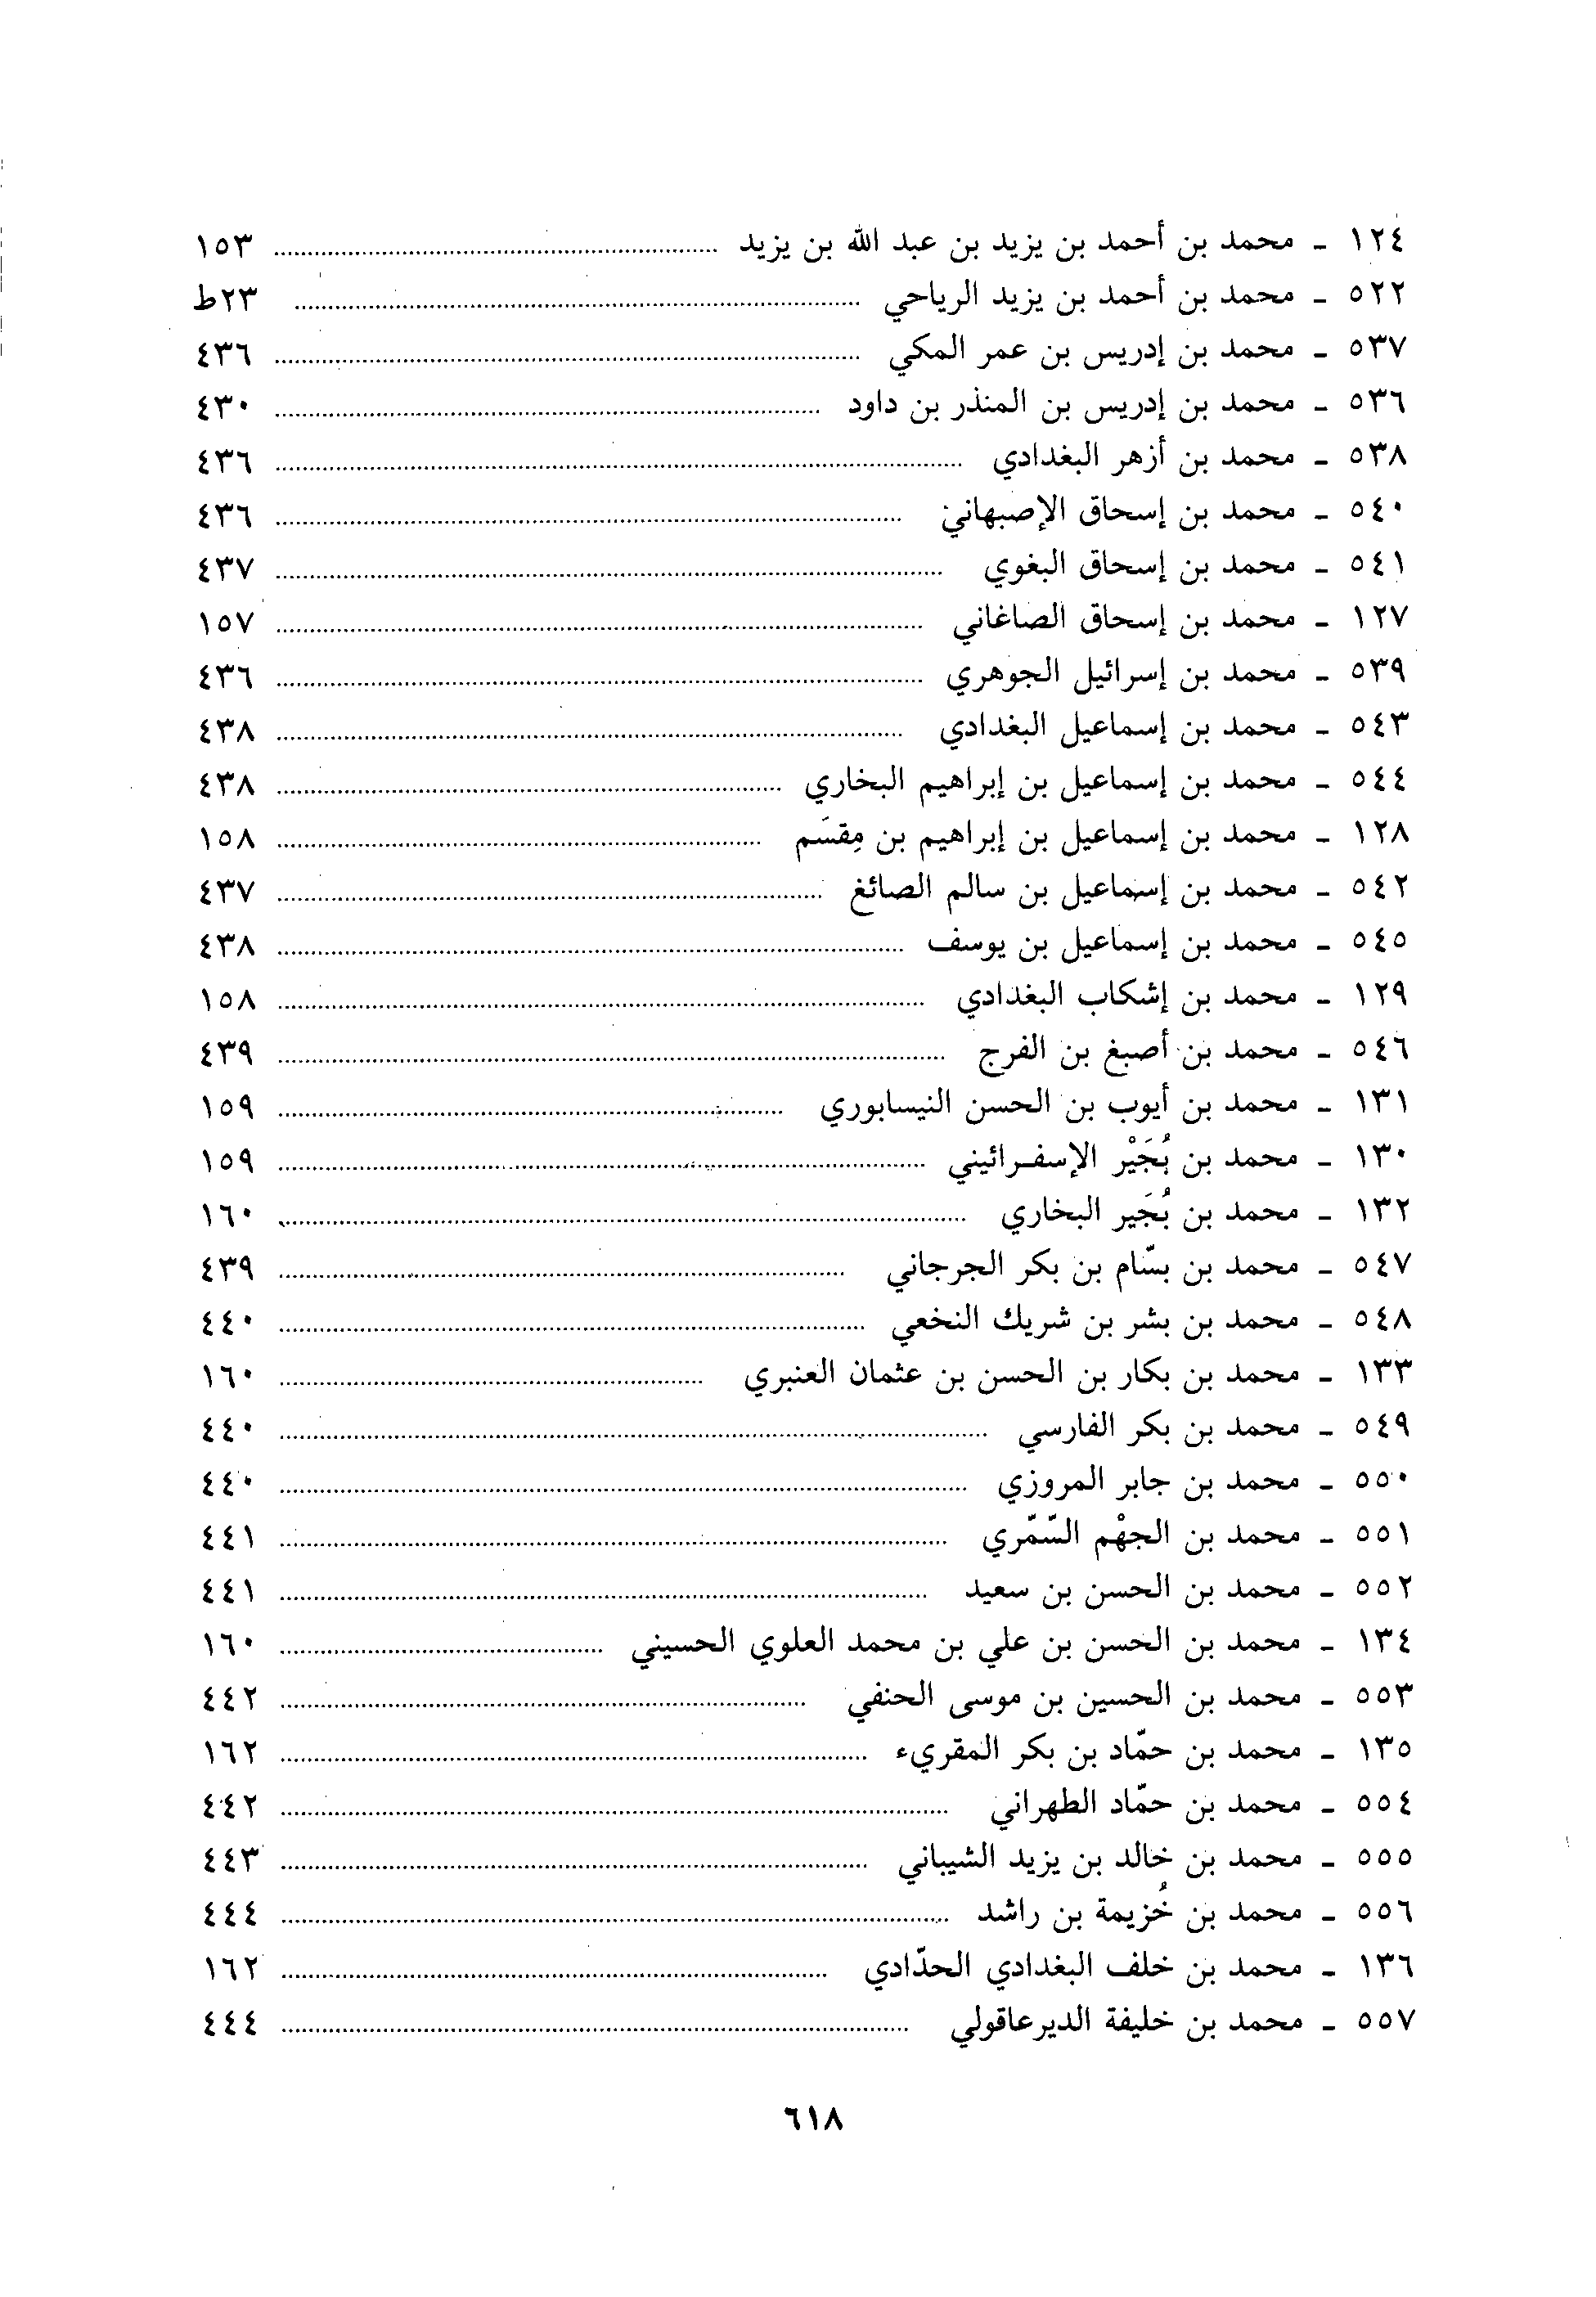 ١٢٤ - محمد بن أحمد بن يزيد بن عبد الله بن يزيد ........ ١٥٣
٥٢٢ - محمد بن أحمد بن يزيد الرياحي ........ ٢٣ط
٥٣٧ - محمد بن إدريس بن عمر المكي ........ ٤٣٦
٥٣٦ - محمد بن إدريس بن المنذر بن داود ........ ٤٣٠
٥٣٨ - محمد بن أزهر البغدادي ........ ٤٣٦
٥٤٠ - محمد بن إسحاق الإصبهاني ........ ٤٣٦
٥٤١ - محمد بن إسحاق البغوي ........ ٤٣٧
١٢٧ - محمد بن إسحاق الصاغاني ........ ١٥٧
٥٣٩ - محمد بن إسرائيل الجوهري ........ ٤٣٦
٥٤٣ - محمد بن إسماعيل البغدادي ........ ٤٣٨
٥٤٤ - محمد بن إسماعيل بن إبراهيم البخاري ........ ٤٣٨
١٢٨ - محمد بن إسماعيل بن إبراهيم بن مِقسَم ........ ١٥٨
٥٤٢ - محمد بن إسماعيل بن سالم الصائغ ........ ٤٣٧
٥٤٥ - محمد بن إسماعيل بن يوسف ........ ٤٣٨
١٢٩ - محمد بن إشكاب البغدادي ........ ١٥٨
٥٤٦ - محمد بن أصبغ بن الفرج ........ ٤٣٩
١٣١ - محمد بن أيوب بن الحسن النيسابوري ........ ١٥٩
١٣٠ - محمد بن بُجَيْر الإسفـرائيني ........ ١٥٩
١٣٢ - محمد بن بُجَير البخاري ........ ١٦٠
٥٤٧ - محمد بن بسّام بن بكر الجرجاني ........ ٤٣٩
٥٤٨ - محمد بن بشر بن شريك النخعي ........ ٤٤٠
١٣٣ - محمد بن بكار بن الحسن بن عثمان العنبري ........ ١٦٠
٥٤٩ - محمد بن بكر الفارسي ........ ٤٤٠
٥٥٠ - محمد بن جابر المروزي ........ ٤٤٠
٥٥١ - محمد بن الجهْم السّمّري ........ ٤٤١
٥٥٢ - محمد بن الحسن بن سعيد ........ ٤٤١
١٣٤ - محمد بن الحسن بن علي بن محمد العلوي الحسيني ........ ١٦٠
٥٥٣ - محمد بن الحسين بن موسى الحنفي ........ ٤٤٢
١٣٥ - محمد بن حمّاد بن بكر المقريء ........ ١٦٢
٥٥٤ - محمد بن حمّاد الطهراني ........ ٤٤٢
٥٥٥ - محمد بن خالد بن يزيد الشيباني ........ ٤٤٣
٥٥٦ - محمد بن خُزيمة بن راشد ........ ٤٤٤
١٣٦ - محمد بن خلف البغدادي الحدّادي ........ ١٦٢
٥٥٧ - محمد بن خليفة الديرعاقولي ........ ٤٤٤
٦١٨